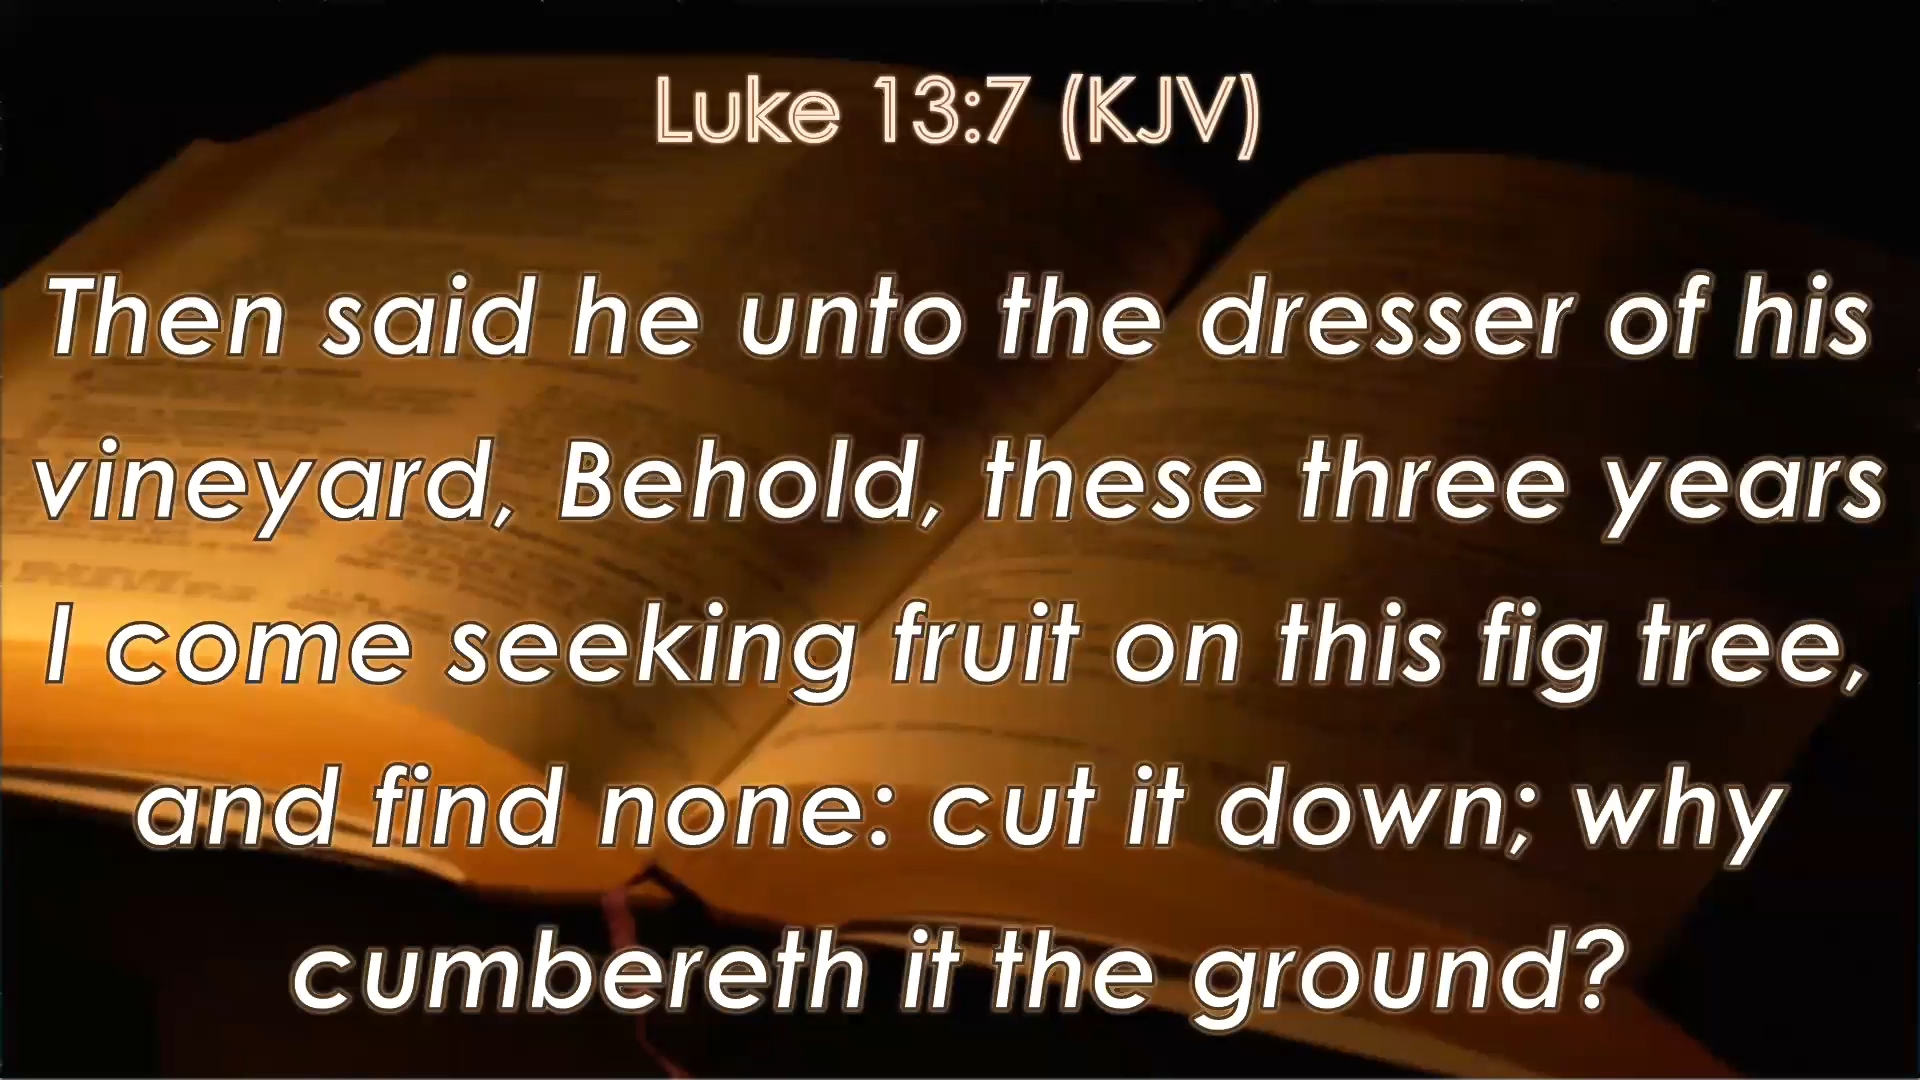 Luke 13:7 (KJV)
Then said he unto the dresser of his
vineyard, Behold, these three years
I come seeking fruit on this fig tree,
and find none: cut it down; why
cumbereth it the ground?